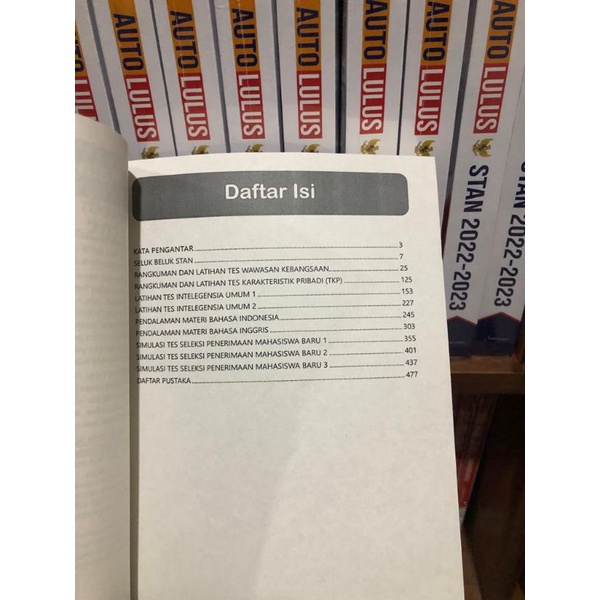 AUTO LULUS
AUTO LULUS
AUTO LULUS
AUTO LULUS
AUTO LULUS
AUTO LULUS
AUTO LULUS
AUTO LULUS
STAN 2022-2023
STAN 2022-2023
Daftar Isi
KATA PENGANTAR 3
SELUK BELUK STAN 7
RANGKUMAN DAN LATIHAN TES WAWASAN KEBANGSAAN 25
RANGKUMAN DAN LATIHAN TES KARAKTERISTIK PRIBADI (TKP) 125
LATIHAN TES INTELEGENSIA UMUM 1 153
LATIHAN TES INTELEGENSIA UMUM 2 227
PENDALAMAN MATERI BAHASA INDONESIA 245
PENDALAMAN MATERI BAHASA INGGRIS 303
SIMULASI TES SELEKSI PENERIMAAN MAHASISWA BARU 1 355
SIMULASI TES SELEKSI PENERIMAAN MAHASISWA BARU 2 401
SIMULASI TES SELEKSI PENERIMAAN MAHASISWA BARU 3 437
DAFTAR PUSTAKA 477